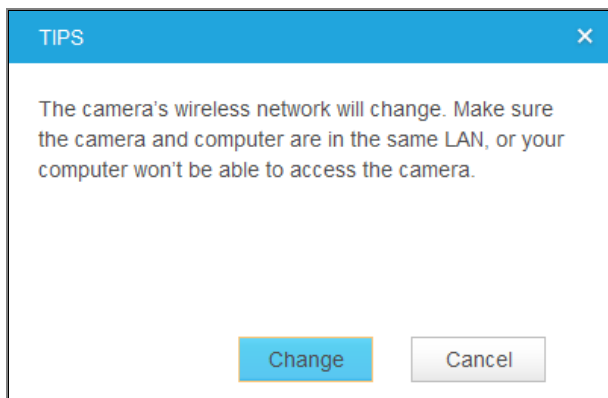 TIPS
The camera’s wireless network will change. Make sure
the camera and computer are in the same LAN, or your
computer won’t be able to access the camera.
Change
Cancel